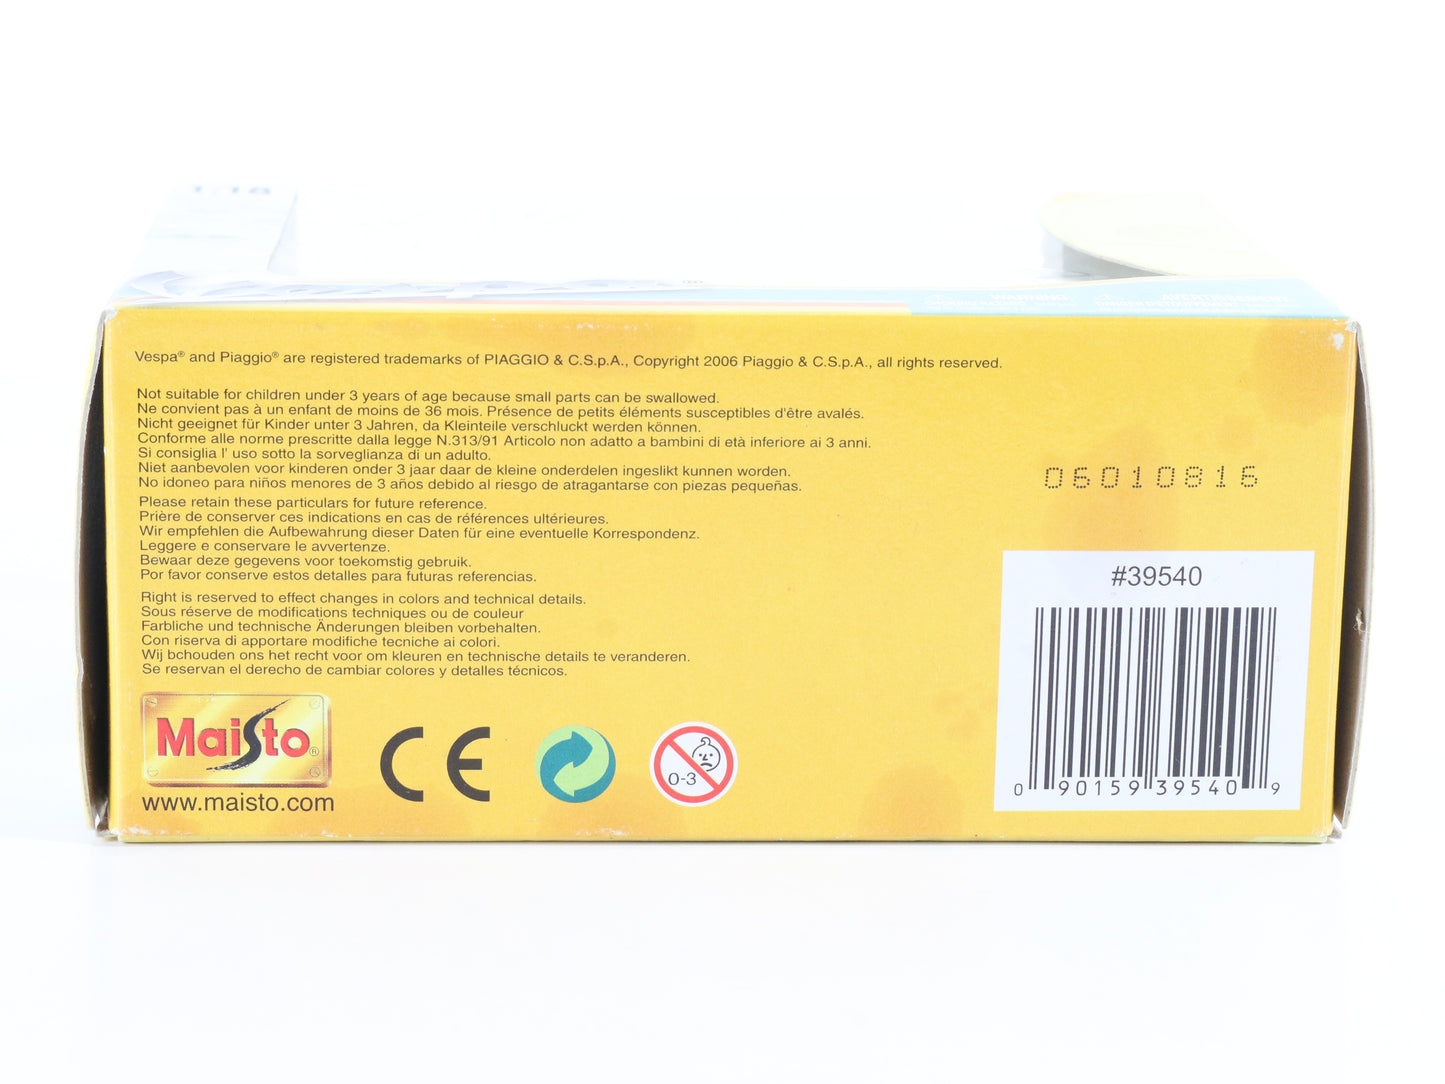 1:18
Vespa®
WARNING:
AVERTISSEMENT
Vespa® and Piaggio® are registered trademarks of PIAGGIO & C.S.p.A., Copyright 2006 Piaggio & C.S.p.A., all rights reserved.
Not suitable for children under 3 years of age because small parts can be swallowed.
Ne convient pas à un enfant de moins de 36 mois. Présence de petits éléments susceptibles d'être avalés.
Nicht geeignet für Kinder unter 3 Jahren, da Kleinteile verschluckt werden können.
Conforme alle norme prescritte dalla legge N.313/91 Articolo non adatto a bambini di età inferiore ai 3 anni.
Si consiglia l' uso sotto la sorveglianza di un adulto.
Niet aanbevolen voor kinderen onder 3 jaar daar de kleine onderdelen ingeslikt kunnen worden.
No idoneo para niños menores de 3 años debido al riesgo de atragantarse con piezas pequeñas.
Please retain these particulars for future reference.
Prière de conserver ces indications en cas de références ultérieures.
Wir empfehlen die Aufbewahrung dieser Daten für eine eventuelle Korrespondenz.
Leggere e conservare le avvertenze.
Bewaar deze gegevens voor toekomstig gebruik.
Por favor conserve estos detalles para futuras referencias.
Right is reserved to effect changes in colors and technical details.
Sous réserve de modifications techniques ou de couleur
Farbliche und technische Änderungen bleiben vorbehalten.
Con riserva di apportare modifiche tecniche ai colori.
Wij bchouden ons het recht voor om kleuren en technische details te veranderen.
Se reservan el derecho de cambiar colores y detalles técnicos.
06010816
#39540
0 90159 39540 9
Maisto®
www.maisto.com
CE
0-3